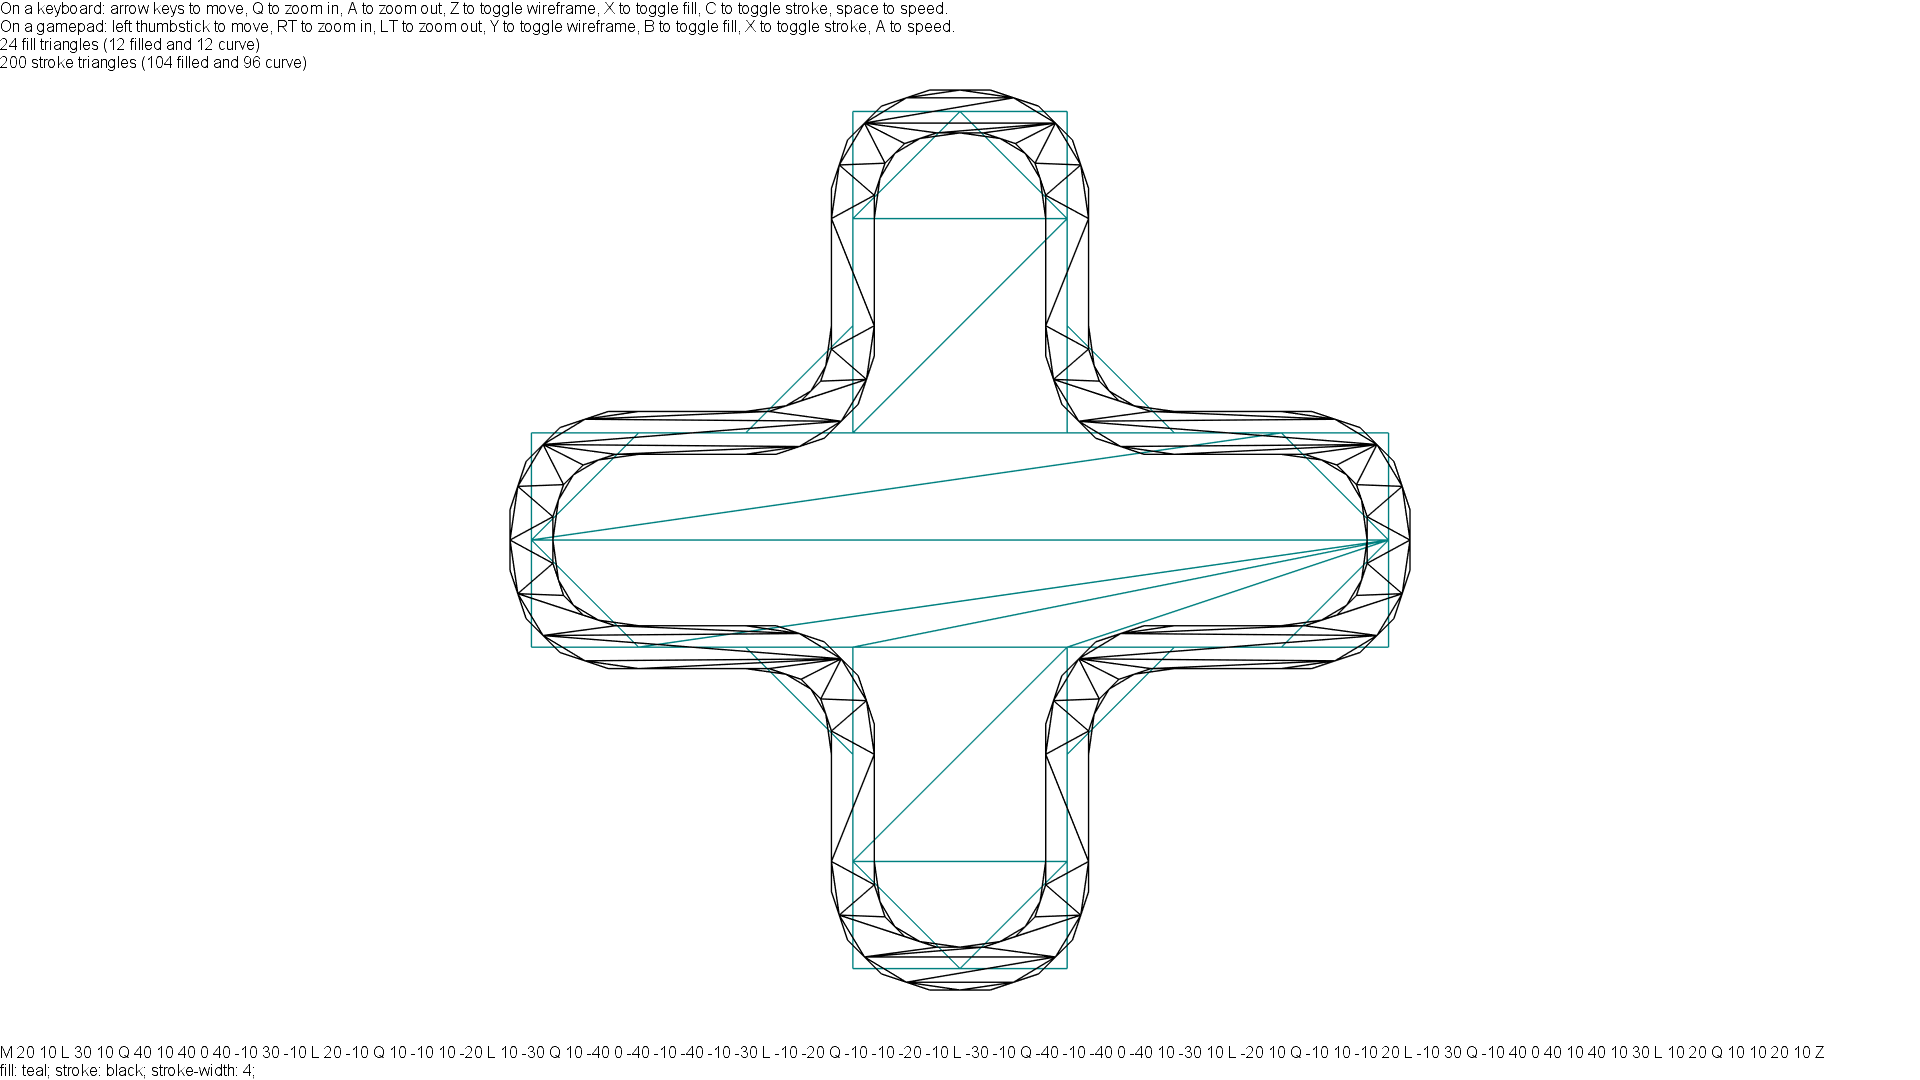 On a keyboard: arrow keys to move, Q to zoom in, A to zoom out, Z to toggle wireframe, X to toggle fill, C to toggle stroke, space to speed.
On a gamepad: left thumbstick to move, RT to zoom in, LT to zoom out, Y to toggle wireframe, B to toggle fill, X to toggle stroke, A to speed.
24 fill triangles (12 filled and 12 curve)
200 stroke triangles (104 filled and 96 curve)
M 20 10 L 30 10 Q 40 10 40 0 40 -10 30 -10 L 20 -10 Q 10 -10 10 -20 L 10 -30 Q 10 -40 0 -40 -10 -40 -10 -30 L -10 -20 Q -10 -10 -20 -10 L -30 -10 Q -40 -10 -40 0 -40 10 -30 10 L -20 10 Q -10 10 -10 20 L -10 30 Q -10 40 0 40 10 40 10 30 L 10 20 Q 10 10 20 10 Z
fill: teal; stroke: black; stroke-width: 4;